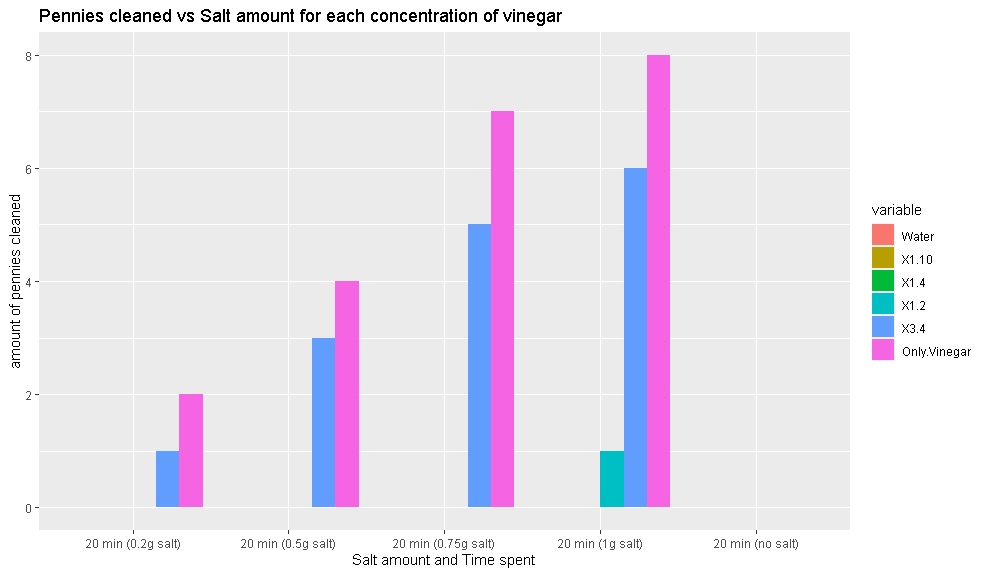 Pennies cleaned vs Salt amount for each concentration of vinegar
amount of pennies cleaned
8
6
4
2
0
20 min (0.2g salt)
20 min (0.5g salt)
20 min (0.75g salt)
20 min (1g salt)
20 min (no salt)
Salt amount and Time spent
variable
Water
X1.10
X1.4
X1.2
X3.4
Only.Vinegar